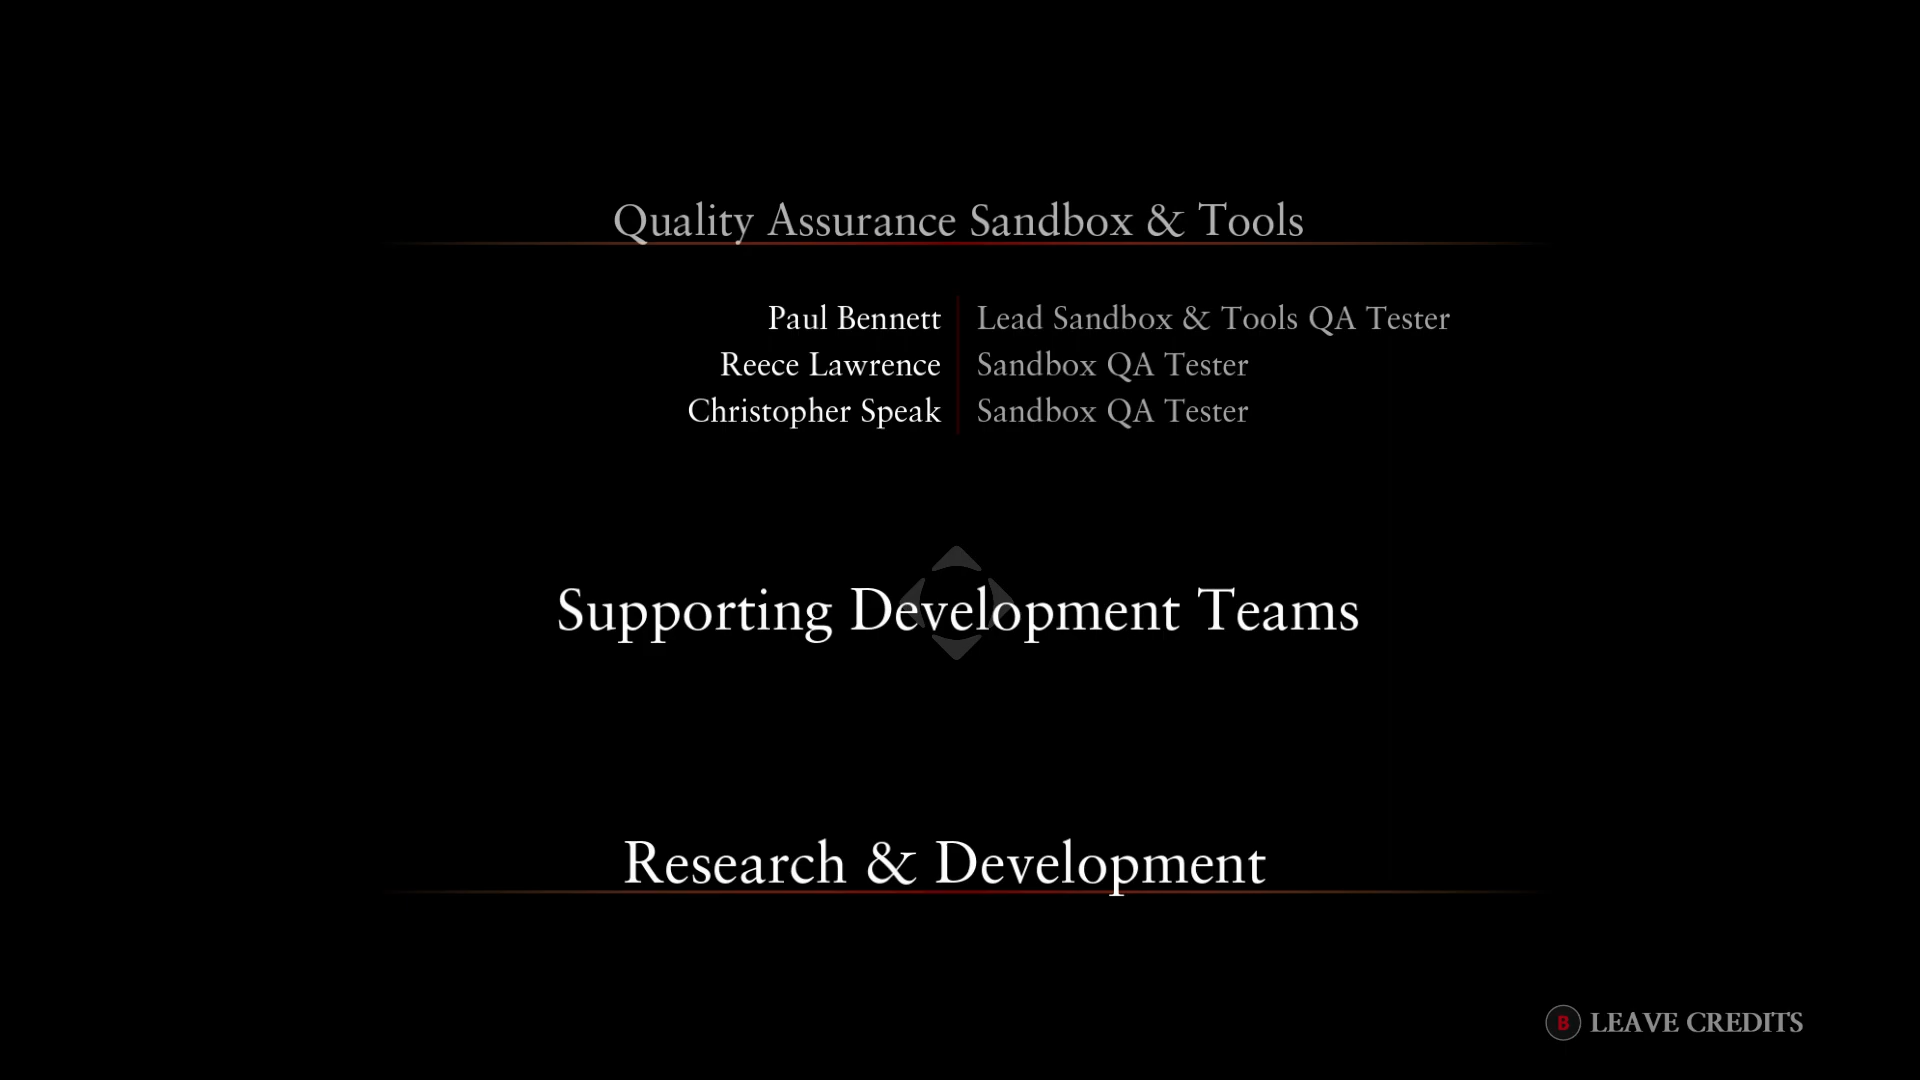 Quality Assurance Sandbox & Tools
Paul Bennett Lead Sandbox & Tools QA Tester
Reece Lawrence Sandbox QA Tester
Christopher Speak Sandbox QA Tester
Supporting Development Teams
Research & Development
B LEAVE CREDITS